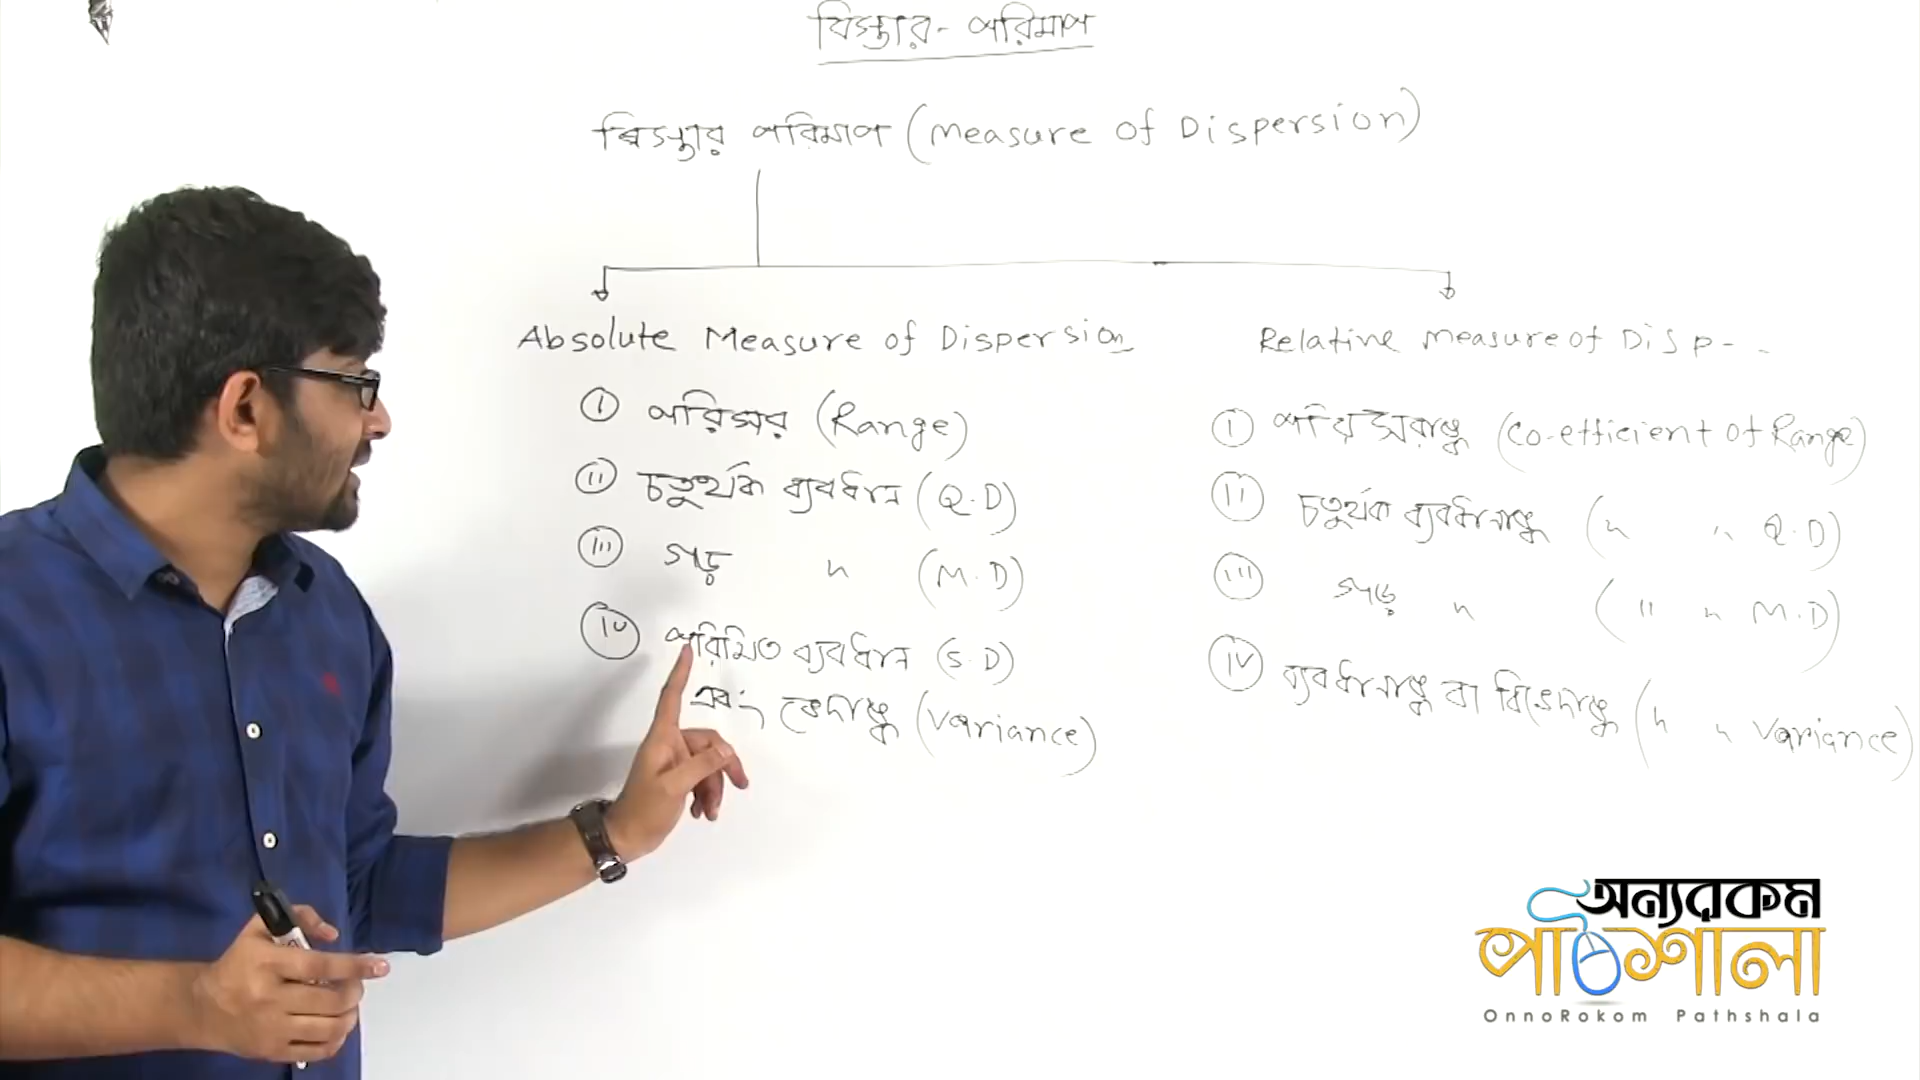 বিস্তার- পরিমাপ
বিস্তার পরিমাপ (Measure of Dispersion)
Absolute Measure of Dispersion
Relative Measure of Disp- -
i পরিসর (Range)
ii চতুর্থক ব্যবধান (Q.D)
iii গড় " (M.D)
iv পরিমিত ব্যবধান (S.D)
এবং ভেদাঙ্ক (Variance)
i পরিসরাঙ্ক (Co-efficient of Range)
ii চতুর্থক ব্যবধানাঙ্ক ( " " Q.D)
iii গড় " ( " " M.D)
iv ব্যবধানাঙ্ক বা বিভেদাঙ্ক ( " " Variance)
অন্যরকম
পাঠশালা
OnnoRokom Pathshala